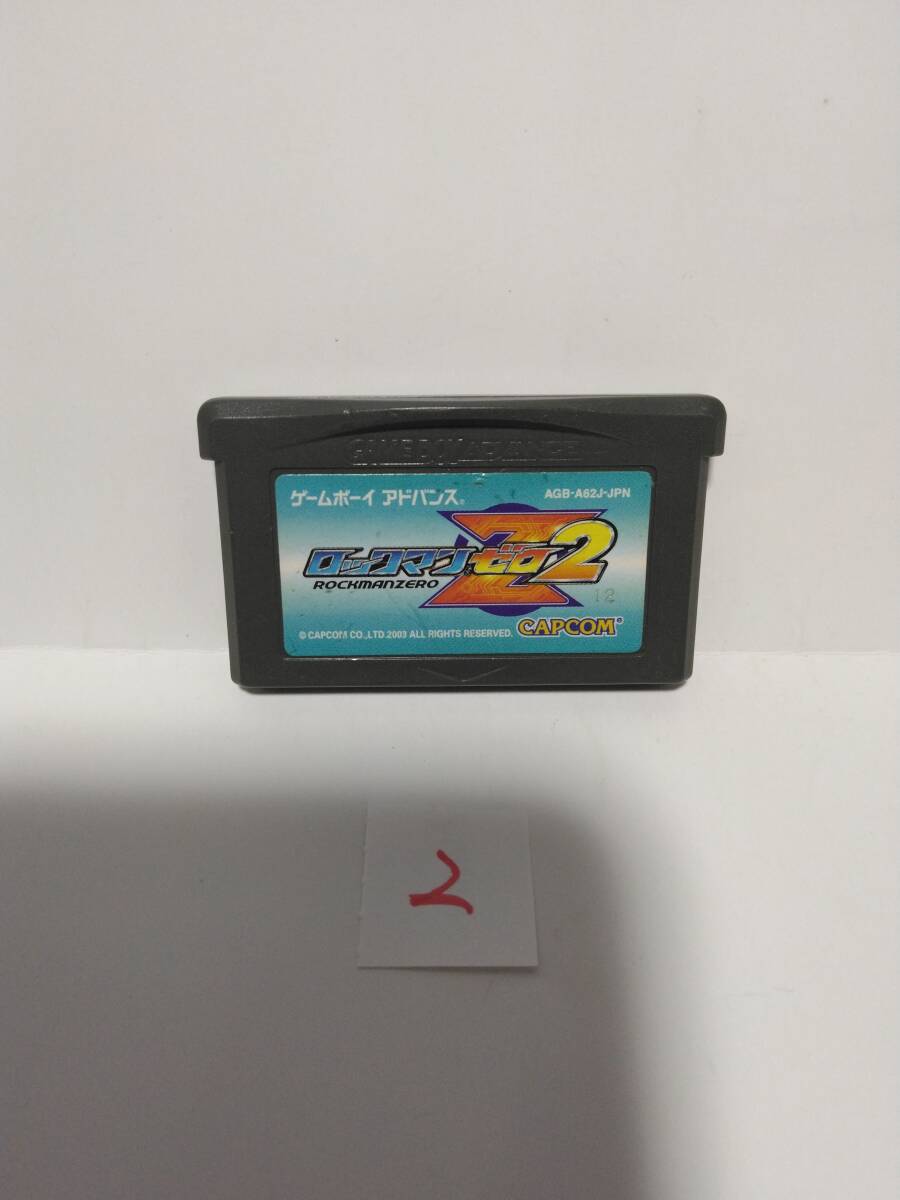 GAME BOY ADVANCE
ゲームボーイ アドバンス®
AGB-A62J-JPN
ロックマン ゼロ2
ROCKMANZERO
12
© CAPCOM CO., LTD. 2003 ALL RIGHTS RESERVED.
CAPCOM®
2